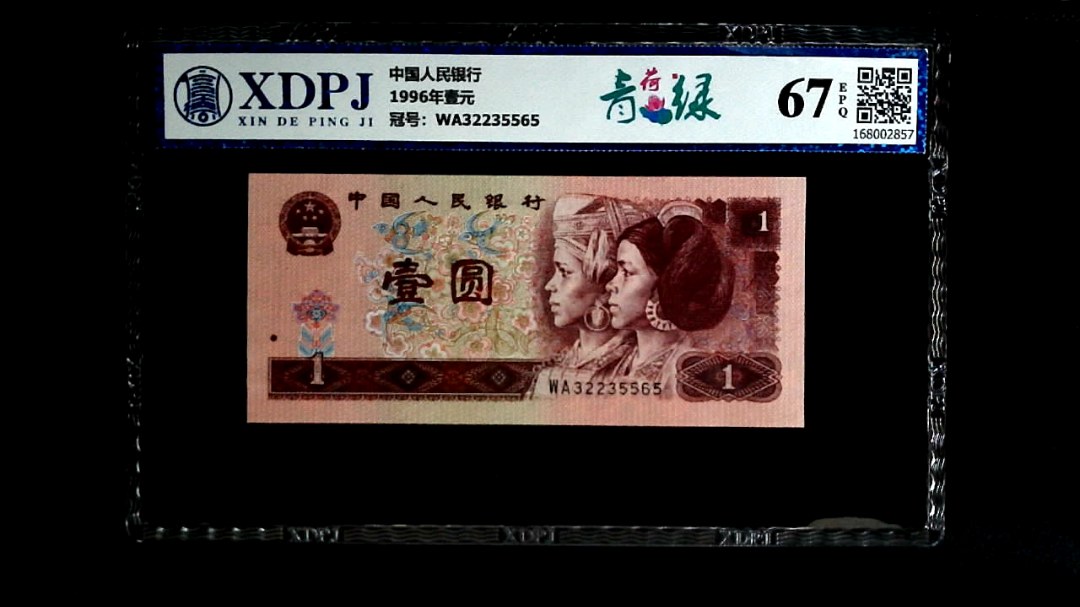 XDPJ
XDPJ
XIN DE PING JI
中国人民银行
1996年壹元
冠号：WA32235565
青荷绿
67
EPQ
168002857
中国人民银行
1
壹圆
1
WA32235565
1
XDPJ
XDPJ
XDPJ